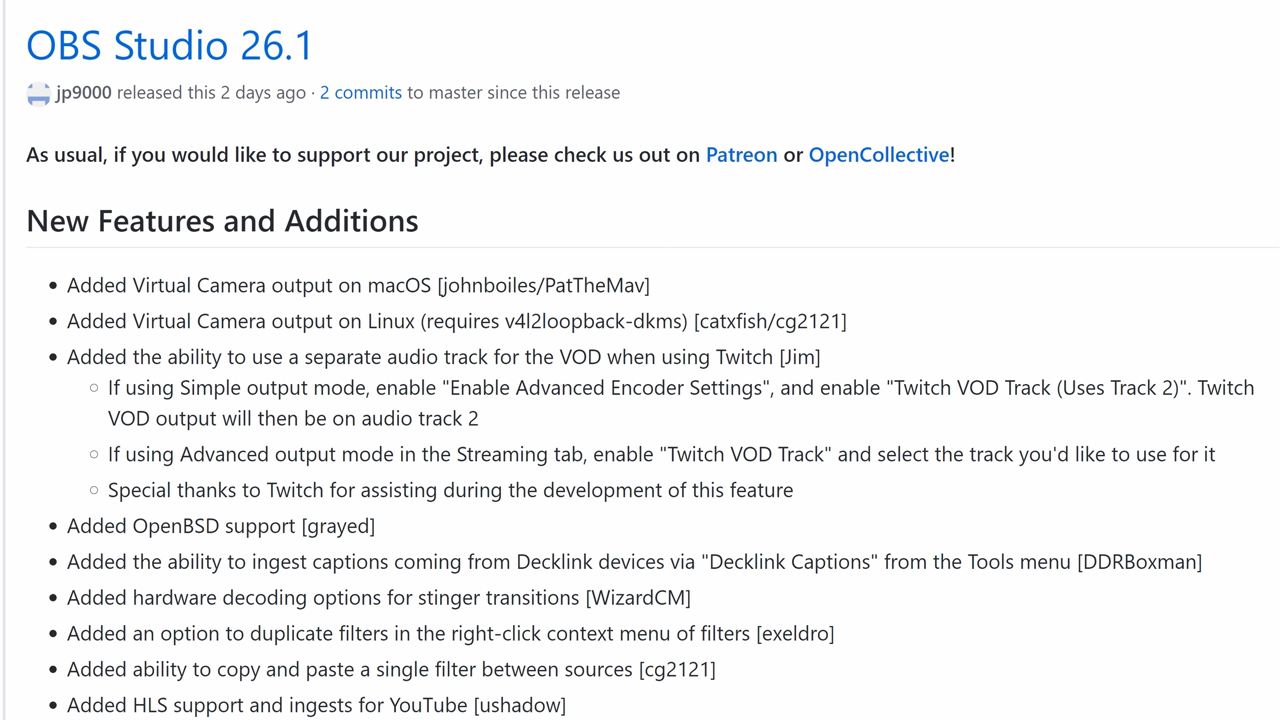 OBS Studio 26.1
jp9000 released this 2 days ago · 2 commits to master since this release
As usual, if you would like to support our project, please check us out on Patreon or OpenCollective!
New Features and Additions
• Added Virtual Camera output on macOS [johnboiles/PatTheMav]
• Added Virtual Camera output on Linux (requires v4l2loopback-dkms) [catxfish/cg2121]
• Added the ability to use a separate audio track for the VOD when using Twitch [Jim]
○ If using Simple output mode, enable "Enable Advanced Encoder Settings", and enable "Twitch VOD Track (Uses Track 2)". Twitch
VOD output will then be on audio track 2
○ If using Advanced output mode in the Streaming tab, enable "Twitch VOD Track" and select the track you'd like to use for it
○ Special thanks to Twitch for assisting during the development of this feature
• Added OpenBSD support [grayed]
• Added the ability to ingest captions coming from Decklink devices via "Decklink Captions" from the Tools menu [DDRBoxman]
• Added hardware decoding options for stinger transitions [WizardCM]
• Added an option to duplicate filters in the right-click context menu of filters [exeldro]
• Added ability to copy and paste a single filter between sources [cg2121]
• Added HLS support and ingests for YouTube [ushadow]